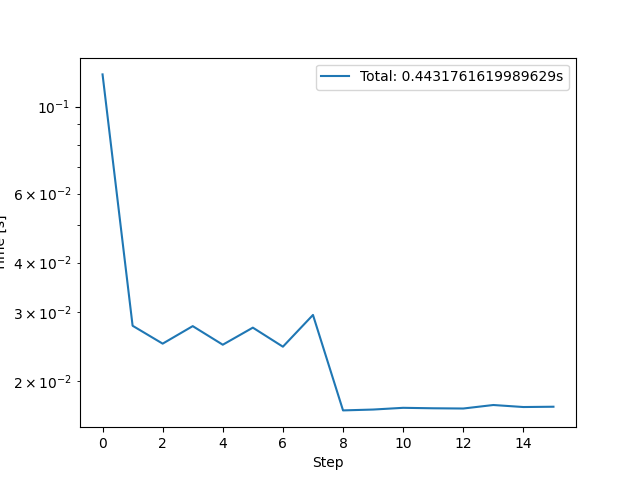 Total: 0.4431761619989629s
10⁻¹
6 × 10⁻²
4 × 10⁻²
3 × 10⁻²
2 × 10⁻²
[s]
0 2 4 6 8 10 12 14
Step